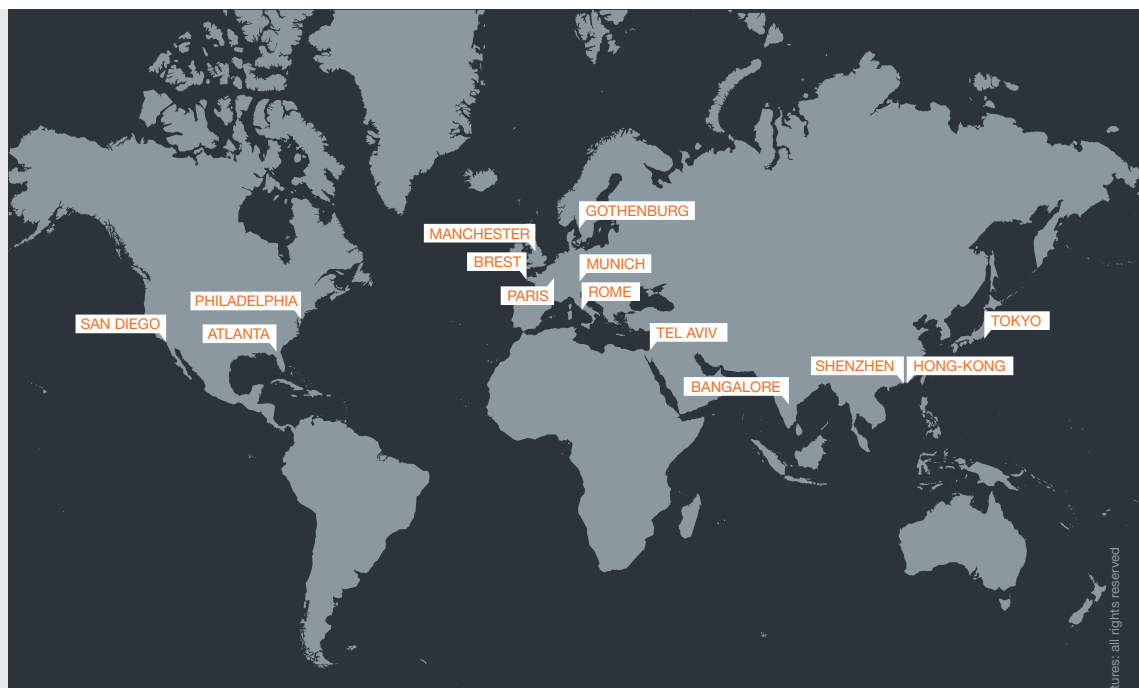 GOTHENBURG
MANCHESTER
BREST
MUNICH
PARIS
ROME
PHILADELPHIA
SAN DIEGO
ATLANTA
TEL AVIV
TOKYO
SHENZHEN
HONG-KONG
BANGALORE
all rights reserved